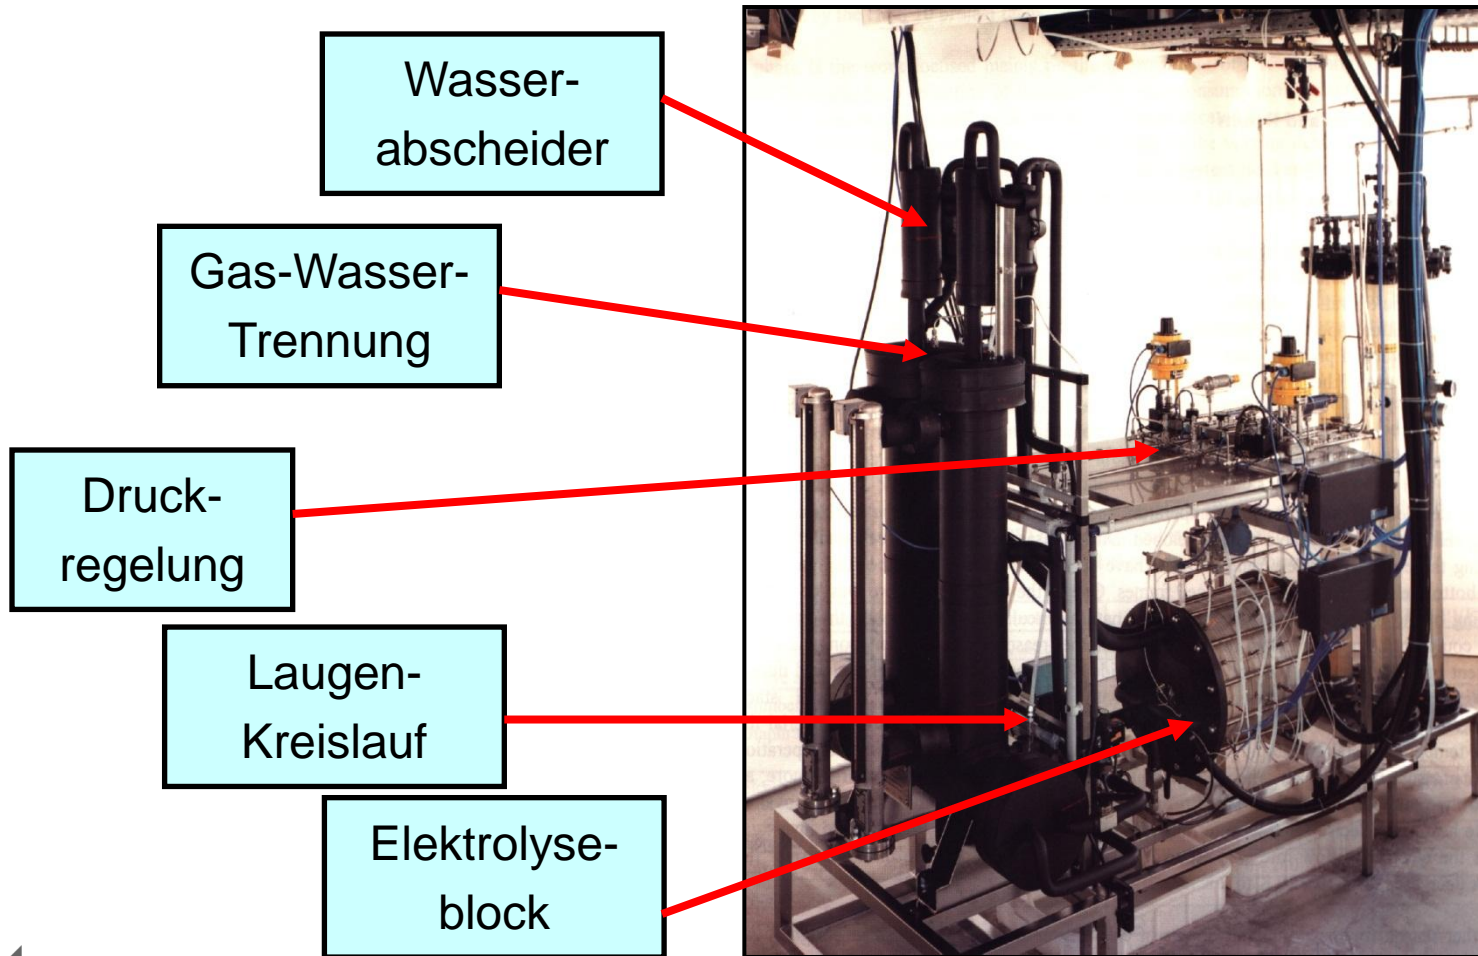 Wasser-
abscheider
Gas-Wasser-
Trennung
Druck-
regelung
Laugen-
Kreislauf
Elektrolyse-
block